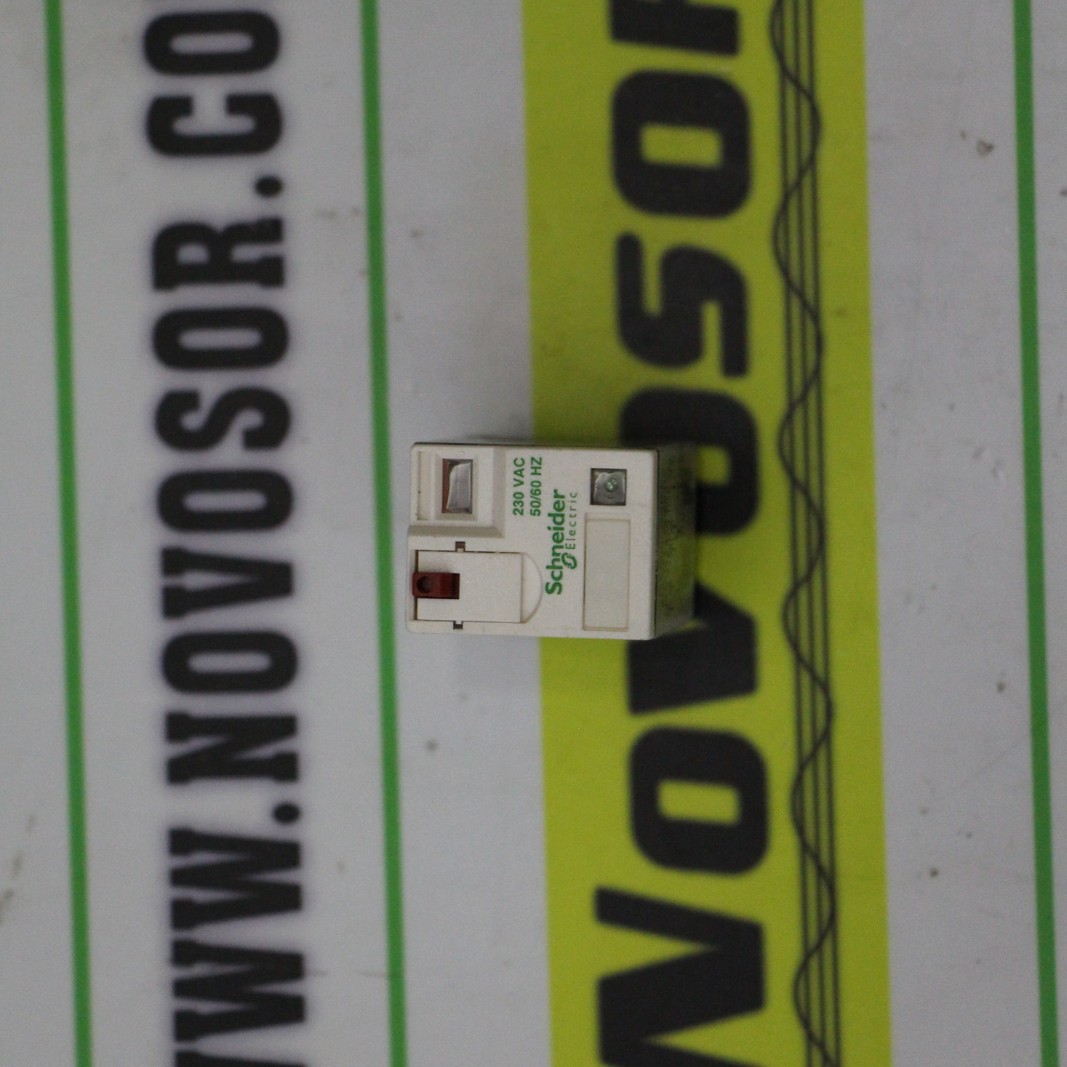 WWW.NOVOSOR.CO
230 VAC
50/60 HZ
Schneider
Electric
NOVOSOR